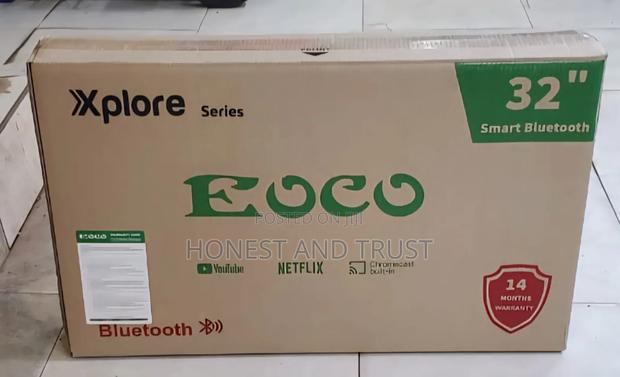 Xplore Series
32"
Smart Bluetooth
EOCO
POSTED ON
HONEST AND TRUST
YouTube
NETFLIX
Chromecast
built-in
EOCO
14
MONTHS
WARRANTY
Bluetooth